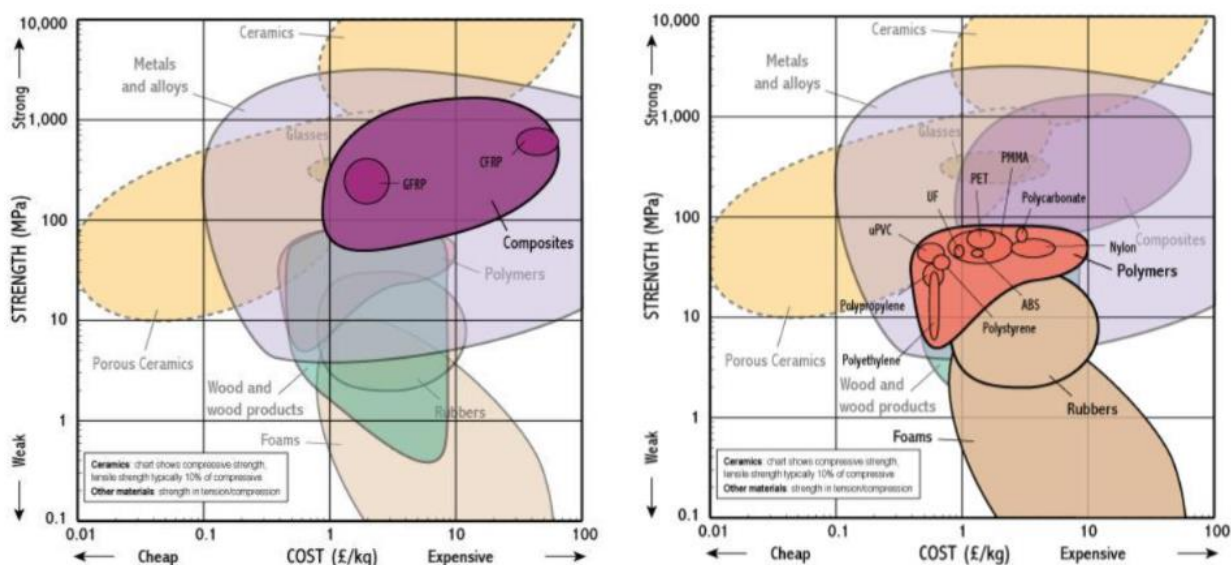 10,000
1,000
100
10
1
0.1
Strong
STRENGTH (MPa)
Weak
Ceramics
Metals
and alloys
Glasses
CFRP
GFRP
Composites
Polymers
Porous Ceramics
Wood and
wood products
Rubbers
Foams
Ceramics: chart shows compressive strength,
tensile strength typically 10% of compressive
Other materials: strength in tension/compression
0.01
0.1
1
10
100
Cheap
COST (£/kg)
Expensive
10,000
1,000
100
10
1
0.1
Strong
STRENGTH (MPa)
Weak
Ceramics
Metals
and alloys
Glasses
PMMA
PET
UF
Polycarbonate
uPVC
Composites
Nylon
Polymers
Polypropylene
ABS
Polystyrene
Porous Ceramics
Polyethylene
Wood and
wood products
Rubbers
Foams
Ceramics: chart shows compressive strength,
tensile strength typically 10% of compressive
Other materials: strength in tension/compression
0.01
0.1
1
10
100
Cheap
COST (£/kg)
Expensive